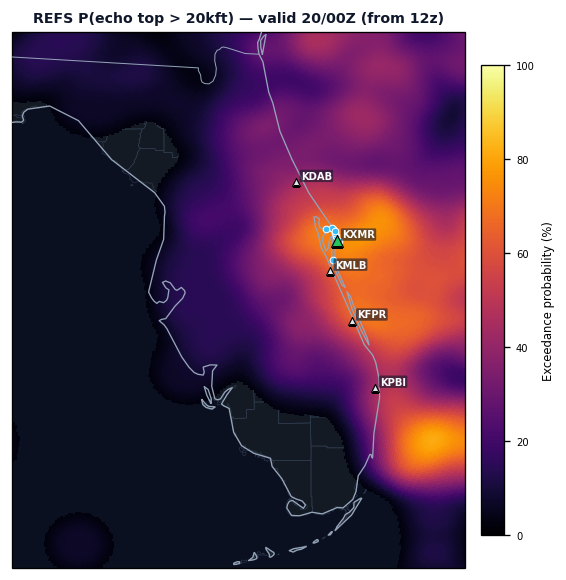 REFS P(echo top > 20kft) — valid 20/00Z (from 12z)
KDAB
KXMR
KMLB
KFPR
KPBI
100
80
60
40
20
0
Exceedance probability (%)